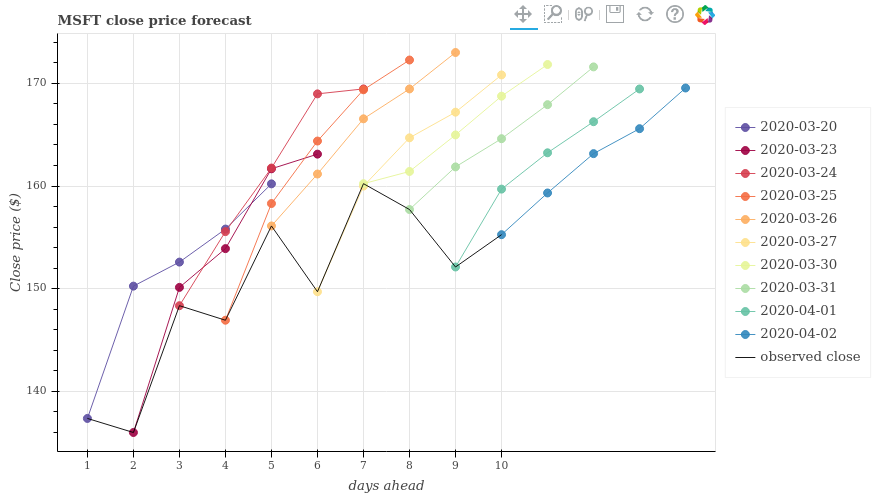 MSFT close price forecast
Close price ($)
170
160
150
140
1 2 3 4 5 6 7 8 9 10
days ahead
2020-03-20
2020-03-23
2020-03-24
2020-03-25
2020-03-26
2020-03-27
2020-03-30
2020-03-31
2020-04-01
2020-04-02
observed close